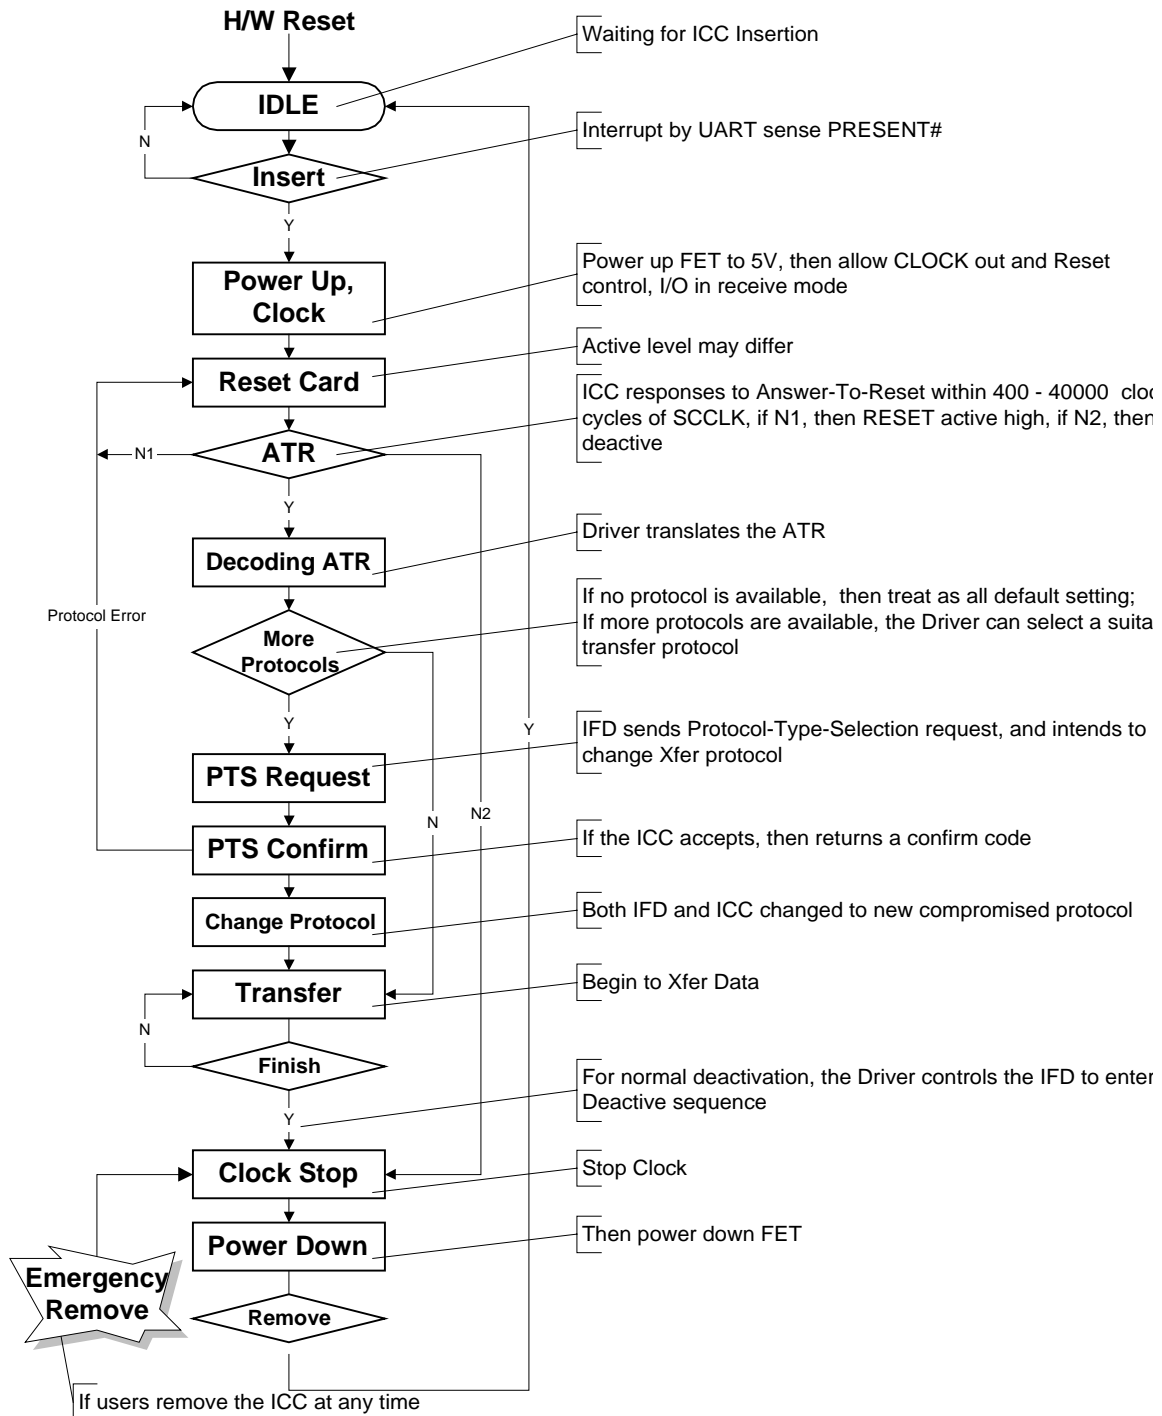 H/W Reset
Waiting for ICC Insertion
IDLE
Interrupt by UART sense PRESENT#
N
Insert
Y
Power Up,
Clock
Power up FET to 5V, then allow CLOCK out and Reset
control, I/O in receive mode
Active level may differ
Reset Card
ICC responses to Answer-To-Reset within 400 - 40000
cycles of SCCLK, if N1, then RESET active high, if N2, then
deactive
N1
ATR
Y
Driver translates the ATR
Decoding ATR
Protocol Error
If no protocol is available, then treat as all default setting;
If more protocols are available, the Driver can select a
transfer protocol
More
Protocols
Y
Y
IFD sends Protocol-Type-Selection request, and intends to
change Xfer protocol
PTS Request
N
N2
PTS Confirm
If the ICC accepts, then returns a confirm code
Change Protocol
Both IFD and ICC changed to new compromised protocol
Transfer
Begin to Xfer Data
N
Finish
For normal deactivation, the Driver controls the IFD to enter
Deactive sequence
Y
Clock Stop
Stop Clock
Power Down
Then power down FET
Emergency
Remove
Remove
If users remove the ICC at any time